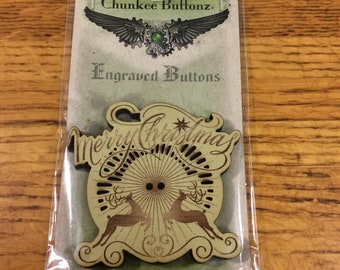 Chunkee Buttonz
Engraved Buttons
Merry Christmas